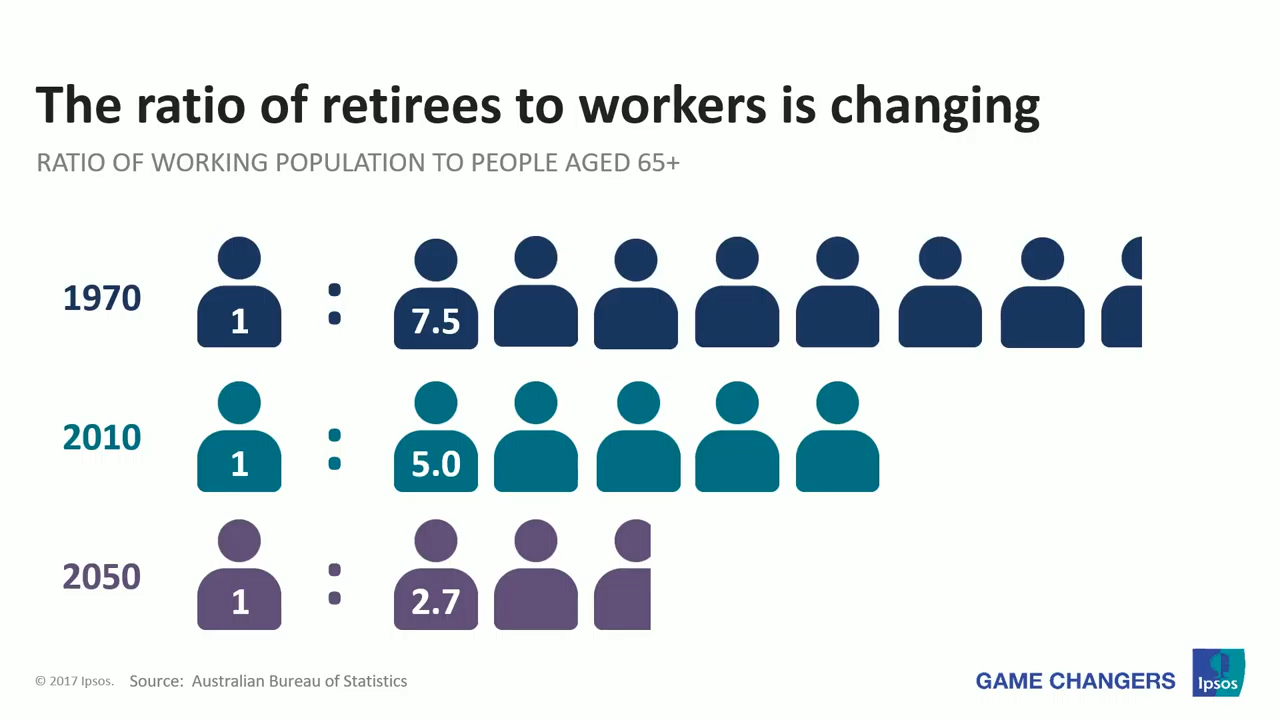 The ratio of retirees to workers is changing
RATIO OF WORKING POPULATION TO PEOPLE AGED 65+
1970 1 : 7.5
2010 1 : 5.0
2050 1 : 2.7
© 2017 Ipsos. Source: Australian Bureau of Statistics
GAME CHANGERS Ipsos